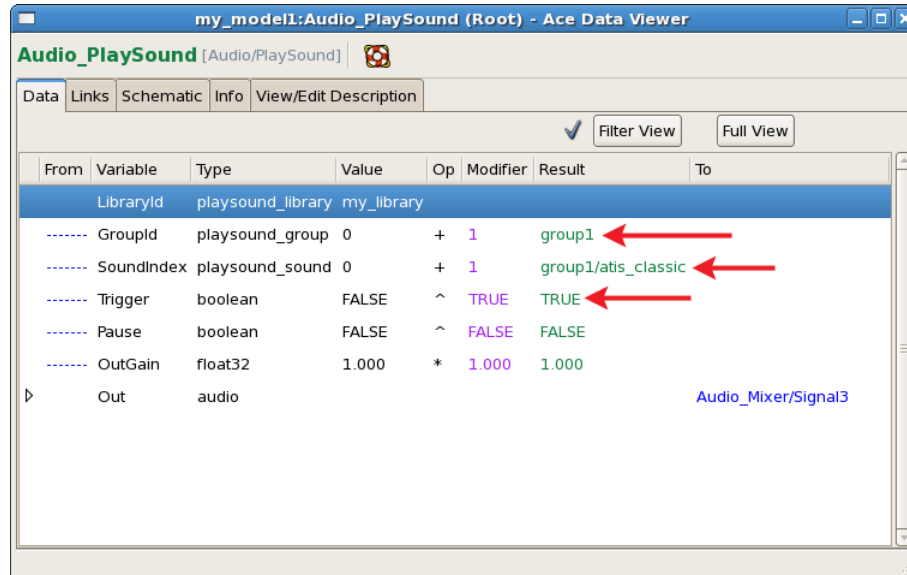 my_model1:Audio_PlaySound (Root) - Ace Data Viewer
Audio_PlaySound [Audio/PlaySound]
Data Links Schematic Info View/Edit Description
Filter View Full View
From Variable Type Value Op Modifier Result To
LibraryId playsound_library my_library
------- GroupId playsound_group 0 + 1 group1
------- SoundIndex playsound_sound 0 + 1 group1/atis_classic
------- Trigger boolean FALSE ^ TRUE TRUE
------- Pause boolean FALSE ^ FALSE FALSE
------- OutGain float32 1.000 * 1.000 1.000
Out audio Audio_Mixer/Signal3